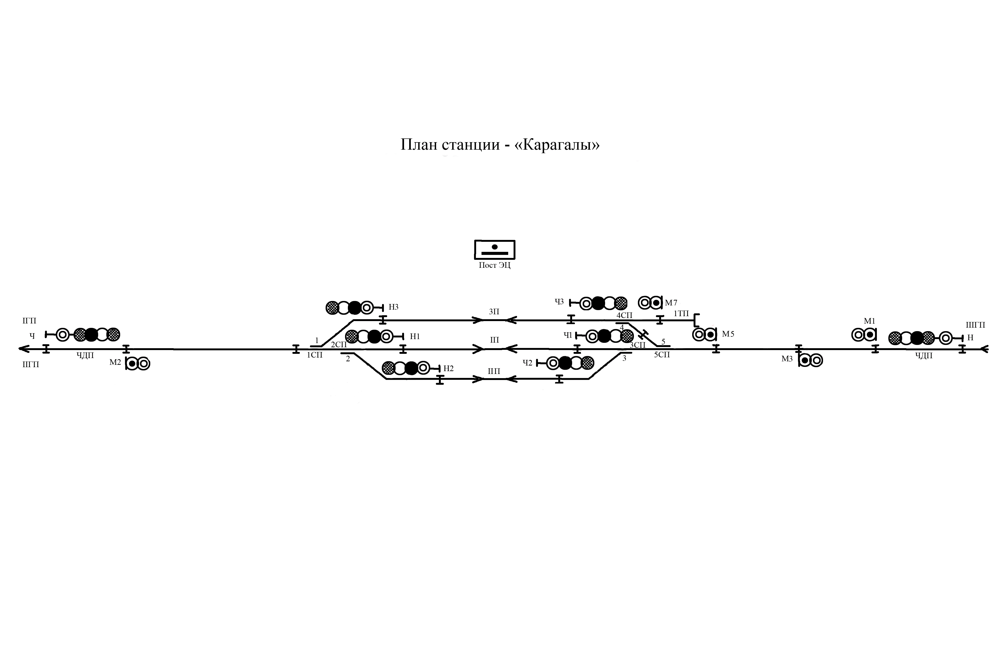 План станции - «Карагалы»
Пост ЭЦ
Н3
3П
Ч3
М7
4СП
1ТП
IГП
Ч
ЧДП
IIГП
М2
1
2СП
1СП
2
Н1
IП
Ч1
4
3СП
5
5СП
3
М5
М1
М3
IIIГП
Н
ЧДП
Н2
IIП
Ч2